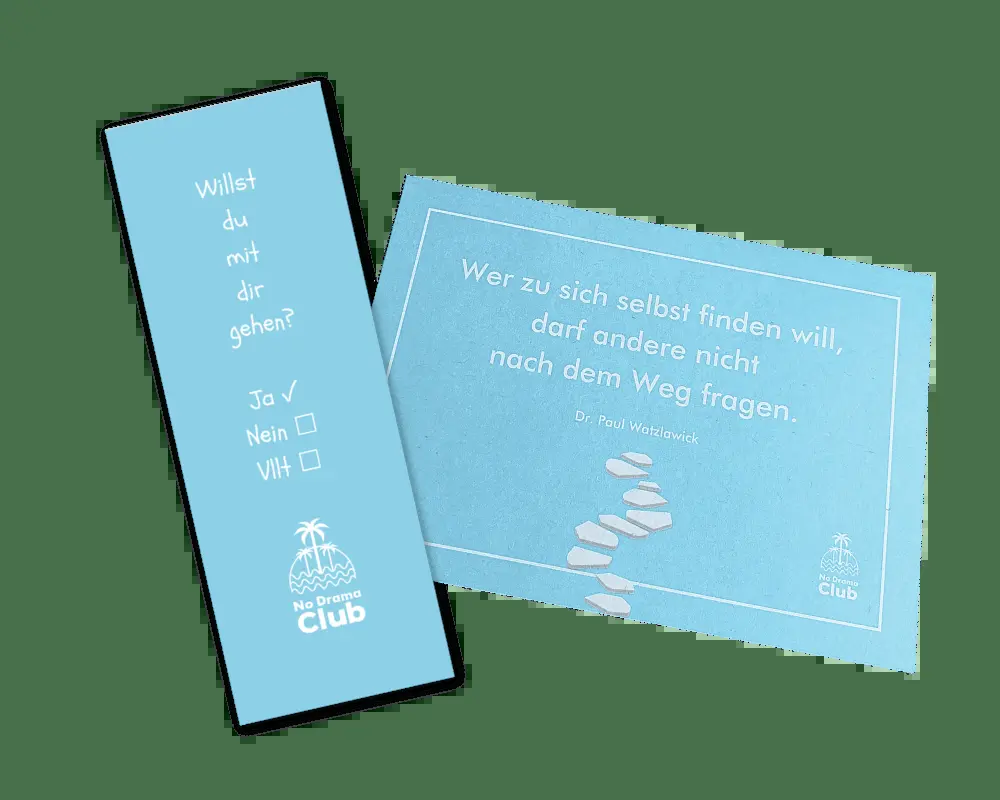 Willst
du
mit
dir
gehen?
Ja ✓
Nein ☐
Vllt ☐
No Drama
Club
Wer zu sich selbst finden will,
darf andere nicht
nach dem Weg fragen.
Dr. Paul Watzlawick
No Drama
Club